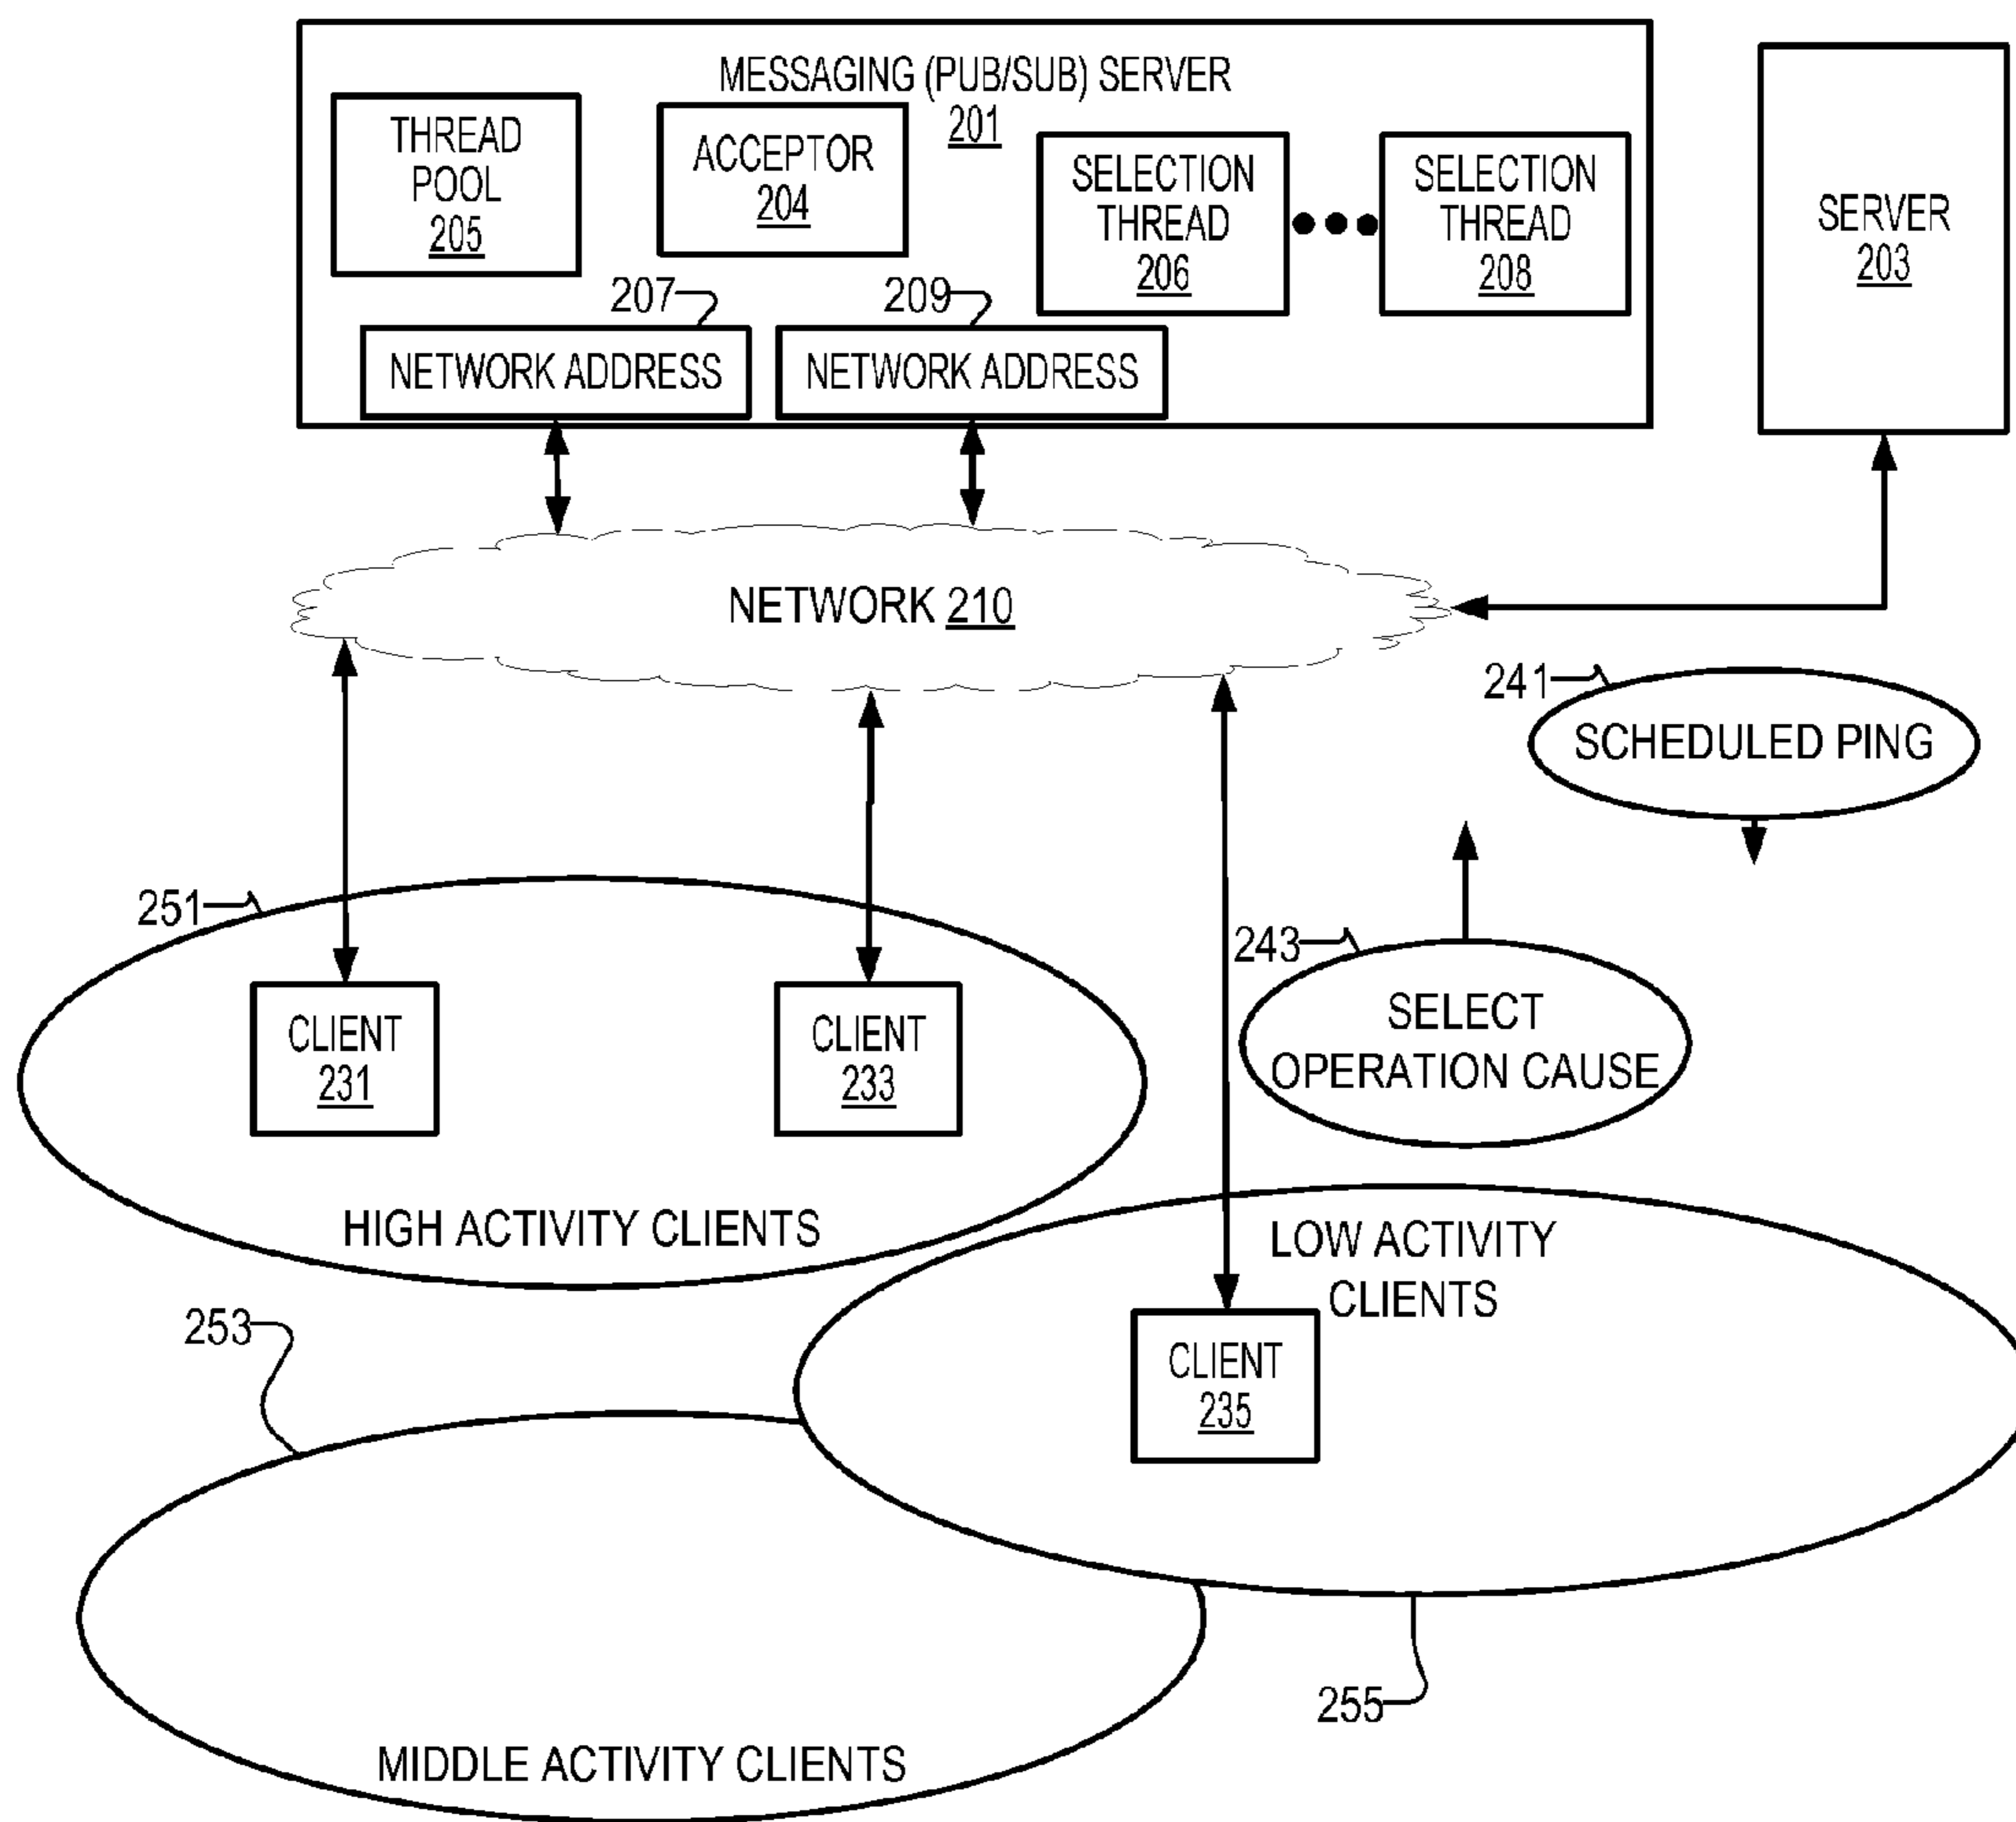 MESSAGING (PUB/SUB) SERVER
201
THREAD
POOL
205
ACCEPTOR
204
SELECTION
THREAD
206
SELECTION
THREAD
208
SERVER
203
207
209
NETWORK ADDRESS
NETWORK ADDRESS
NETWORK 210
241
SCHEDULED PING
251
243
SELECT
OPERATION CAUSE
CLIENT
231
CLIENT
233
HIGH ACTIVITY CLIENTS
LOW ACTIVITY
CLIENTS
253
CLIENT
235
255
MIDDLE ACTIVITY CLIENTS